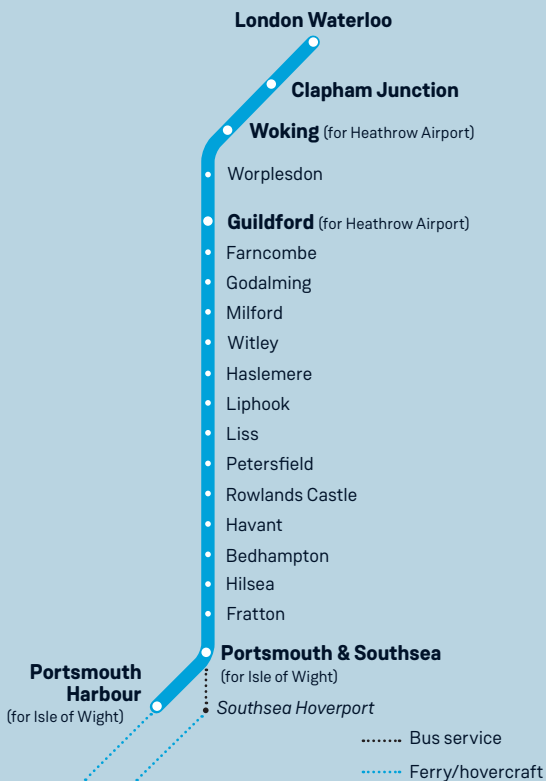 London Waterloo
Clapham Junction
Woking (for Heathrow Airport)
Worplesdon
Guildford (for Heathrow Airport)
Farncombe
Godalming
Milford
Witley
Haslemere
Liphook
Liss
Petersfield
Rowlands Castle
Havant
Bedhampton
Hilsea
Fratton
Portsmouth & Southsea
(for Isle of Wight)
Portsmouth
Harbour
(for Isle of Wight)
Southsea Hoverport
Bus service
Ferry/hovercraft